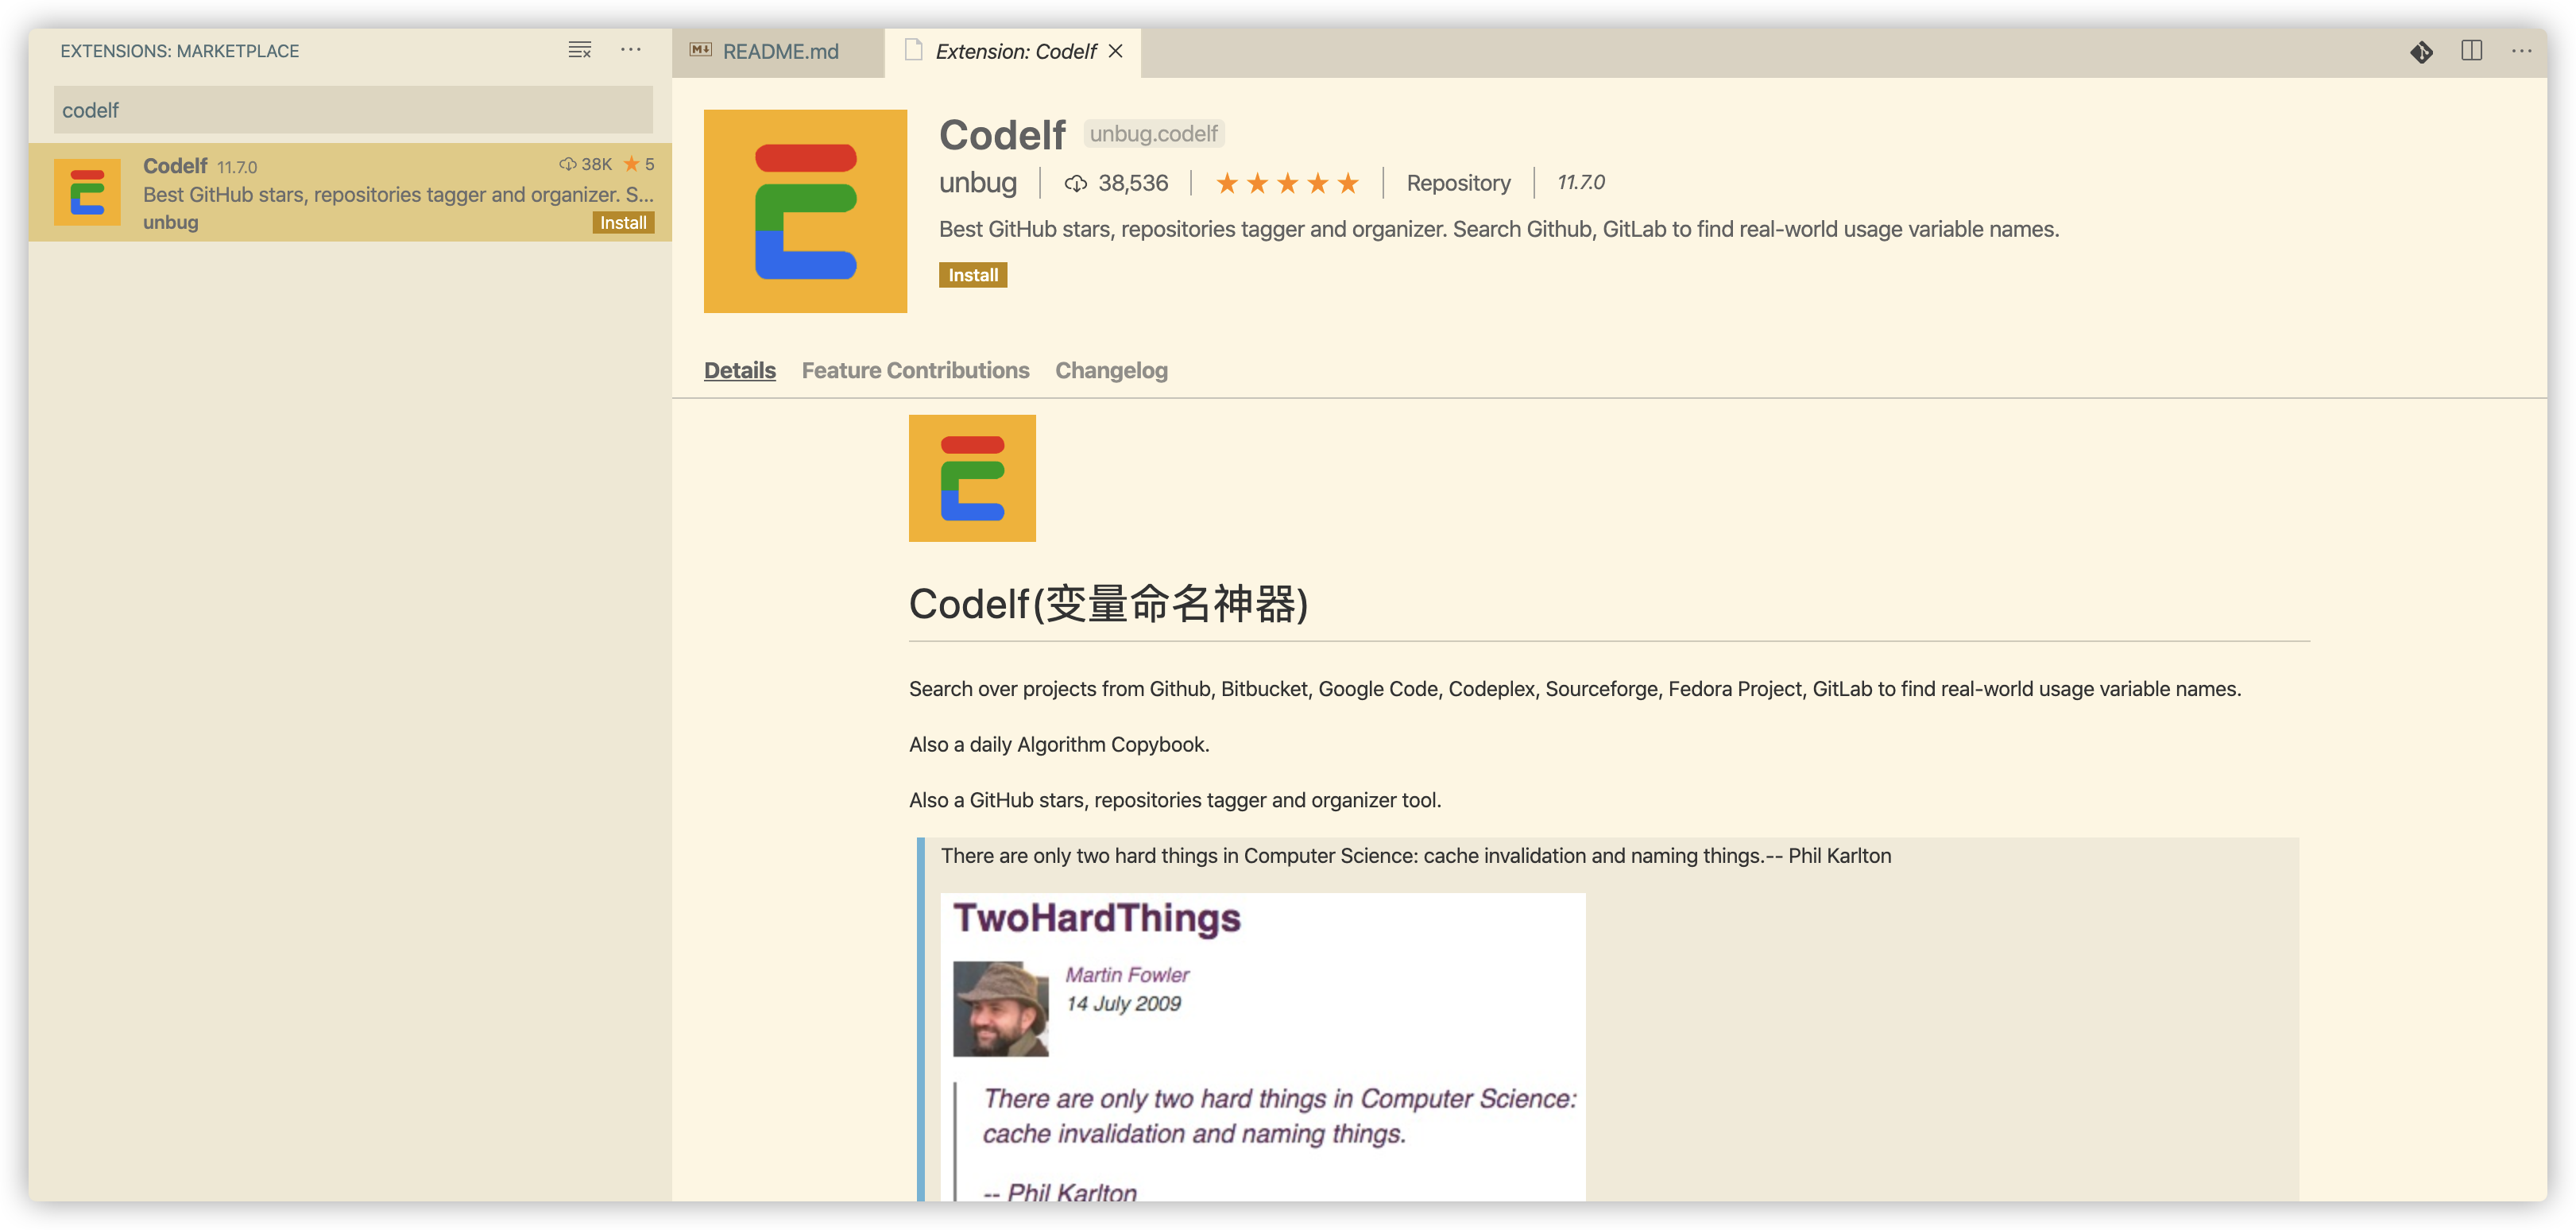 EXTENSIONS: MARKETPLACE
codelf
Codelf 11.7.0 38K ★ 5
Best GitHub stars, repositories tagger and organizer. S...
unbug Install
README.md
Extension: Codelf
Codelf unbug.codelf
unbug 38,536 ★★★★★ Repository 11.7.0
Best GitHub stars, repositories tagger and organizer. Search Github, GitLab to find real-world usage variable names.
Install
Details Feature Contributions Changelog
Codelf(变量命名神器)
Search over projects from Github, Bitbucket, Google Code, Codeplex, Sourceforge, Fedora Project, GitLab to find real-world usage variable names.
Also a daily Algorithm Copybook.
Also a GitHub stars, repositories tagger and organizer tool.
There are only two hard things in Computer Science: cache invalidation and naming things.-- Phil Karlton
TwoHardThings
Martin Fowler
14 July 2009
There are only two hard things in Computer Science:
cache invalidation and naming things.
-- Phil Karlton